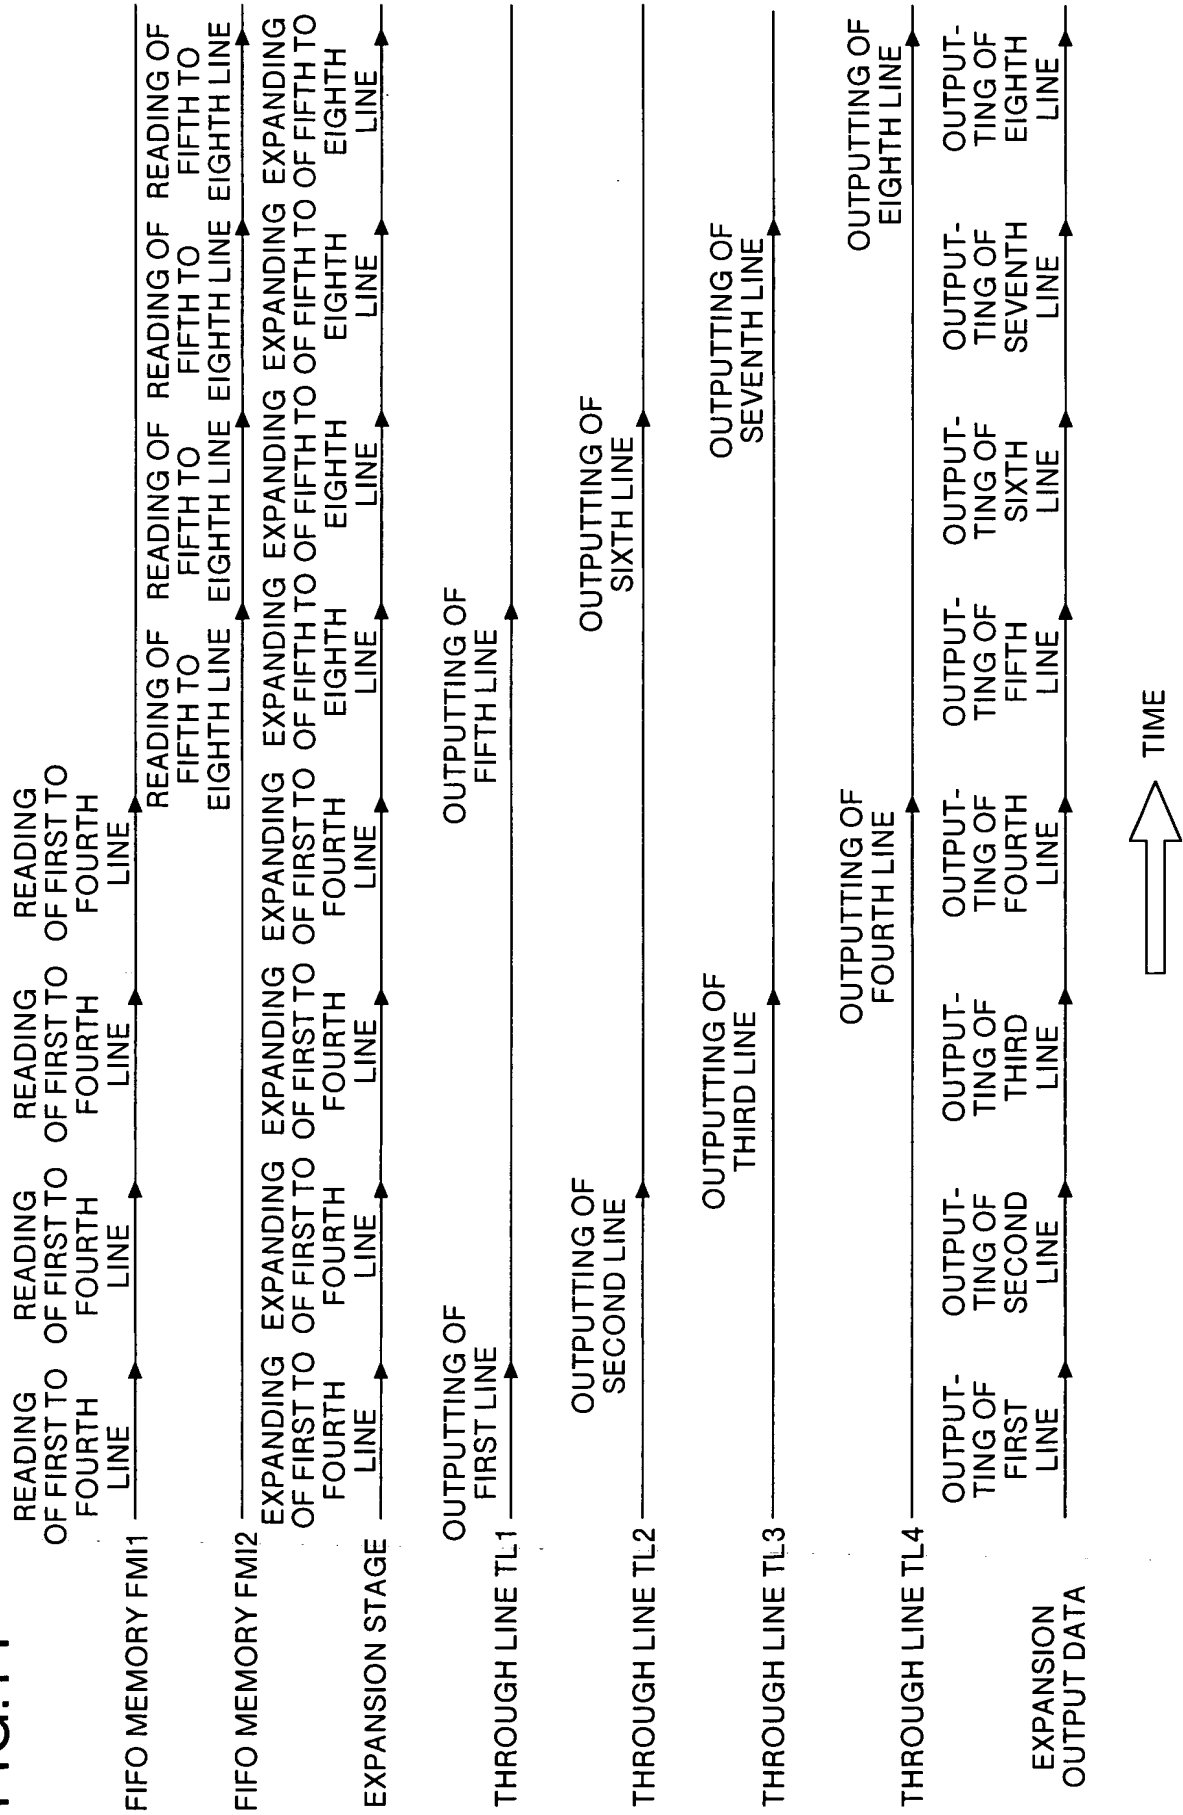 READING
OF FIRST TO
FOURTH
LINE
READING
OF FIRST TO
FOURTH
LINE
READING
OF FIRST TO
FOURTH
LINE
READING
OF FIRST TO
FOURTH
LINE
FIFO MEMORY FMI1
READING OF
FIFTH TO
EIGHTH LINE
READING OF
FIFTH TO
EIGHTH LINE
READING OF
FIFTH TO
EIGHTH LINE
READING OF
FIFTH TO
EIGHTH LINE
FIFO MEMORY FMI2
EXPANDING
OF FIRST TO
FOURTH
LINE
EXPANDING
OF FIRST TO
FOURTH
LINE
EXPANDING
OF FIRST TO
FOURTH
LINE
EXPANDING
OF FIRST TO
FOURTH
LINE
EXPANDING
OF FIFTH TO
EIGHTH
LINE
EXPANDING
OF FIFTH TO
EIGHTH
LINE
EXPANDING
OF FIFTH TO
EIGHTH
LINE
EXPANDING
OF FIFTH TO
EIGHTH
LINE
EXPANSION STAGE
OUTPUTTING OF
FIRST LINE
OUTPUTTING OF
FIFTH LINE
THROUGH LINE TL1
OUTPUTTING OF
SECOND LINE
OUTPUTTING OF
SIXTH LINE
THROUGH LINE TL2
OUTPUTTING OF
THIRD LINE
OUTPUTTING OF
SEVENTH LINE
THROUGH LINE TL3
OUTPUTTING OF
FOURTH LINE
OUTPUTTING OF
EIGHTH LINE
THROUGH LINE TL4
OUTPUT-
TING OF
FIRST
LINE
OUTPUT-
TING OF
SECOND
LINE
OUTPUT-
TING OF
THIRD
LINE
OUTPUT-
TING OF
FOURTH
LINE
OUTPUT-
TING OF
FIFTH
LINE
OUTPUT-
TING OF
SIXTH
LINE
OUTPUT-
TING OF
SEVENTH
LINE
OUTPUT-
TING OF
EIGHTH
LINE
EXPANSION
OUTPUT DATA
TIME